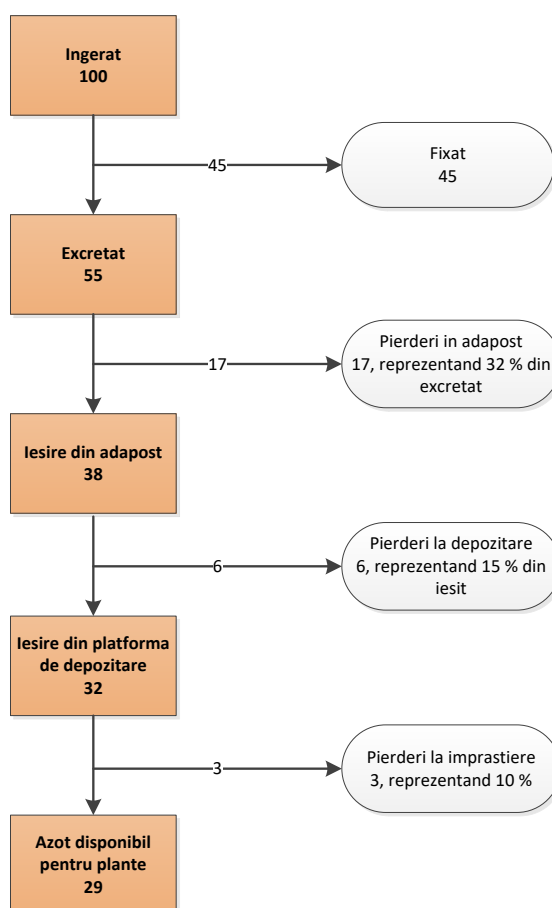 Ingerat
100
45
Fixat
45
Excretat
55
17
Pierderi in adapost
17, reprezentand 32 % din
excretat
Iesire din adapost
38
6
Pierderi la depozitare
6, reprezentand 15 % din
iesit
Iesire din platforma
de depozitare
32
3
Pierderi la imprastiere
3, reprezentand 10 %
Azot disponibil
pentru plante
29